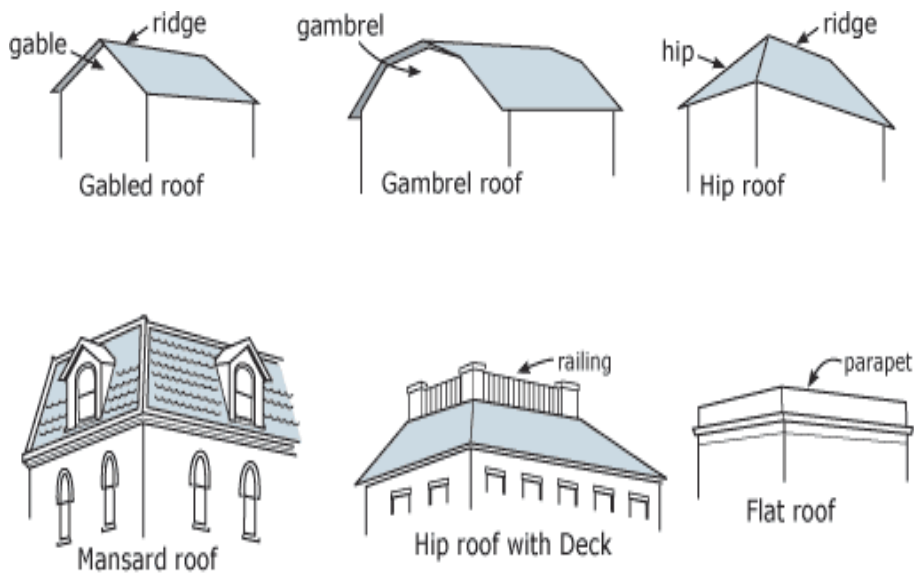 ridge
gable
Gabled roof
gambrel
Gambrel roof
ridge
hip
Hip roof
Mansard roof
railing
Hip roof with Deck
parapet
Flat roof